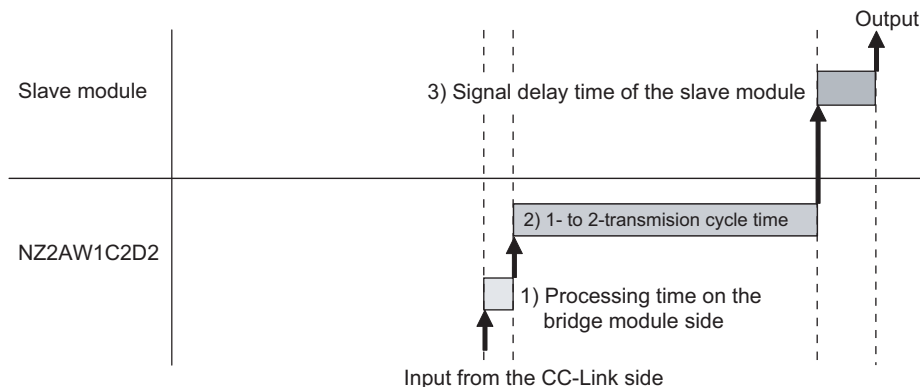 Output
Slave module
3) Signal delay time of the slave module
2) 1- to 2-transmision cycle time
NZ2AW1C2D2
1) Processing time on the
bridge module side
Input from the CC-Link side